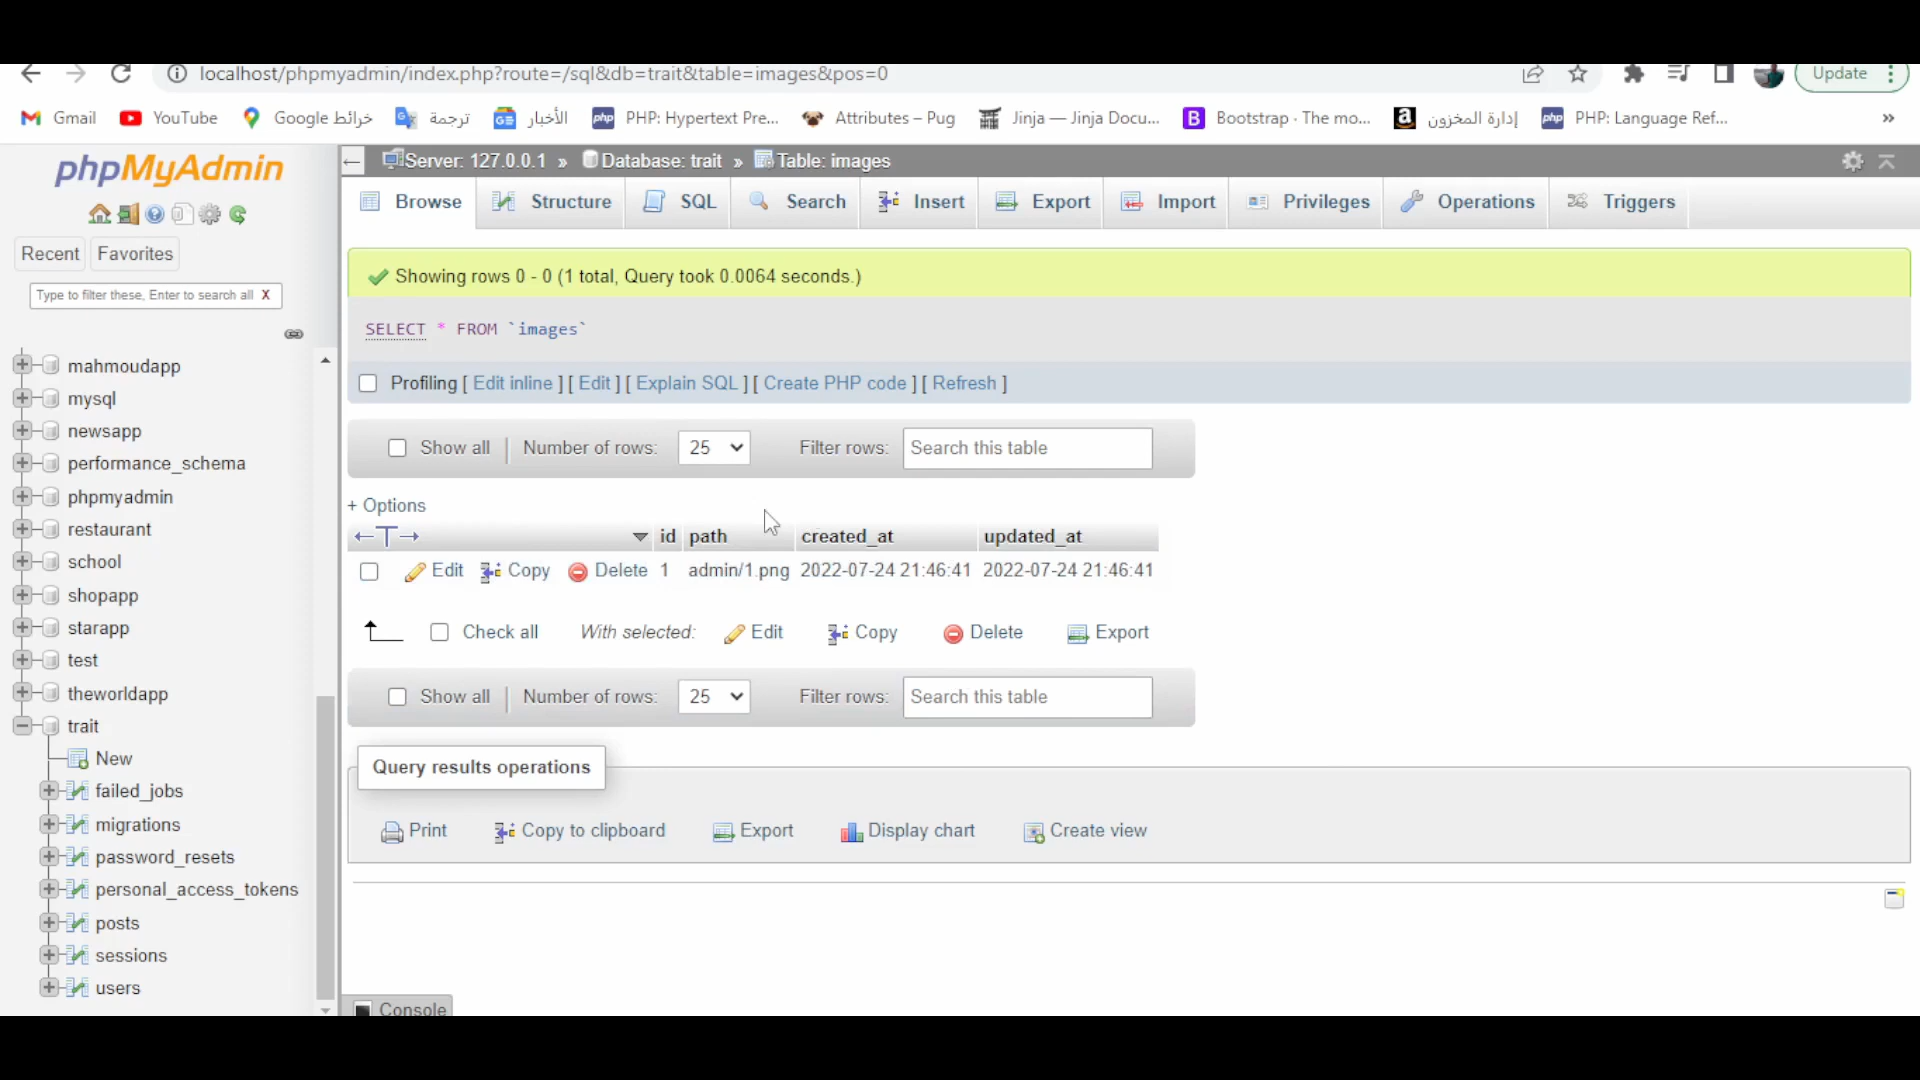 localhost/phpmyadmin/index.php?route=/sql&db=trait&table=images&pos=0
Update
Gmail YouTube خرائط Google ترجمة الأخبار PHP: Hypertext Pre... Attributes – Pug Jinja — Jinja Docu... Bootstrap · The mo... إدارة المخزون PHP: Language Ref... »
phpMyAdmin
Recent Favorites
Type to filter these, Enter to search all X
mahmoudapp
mysql
newsapp
performance_schema
phpmyadmin
restaurant
school
shopapp
starapp
test
theworldapp
trait
New
failed_jobs
migrations
password_resets
personal_access_tokens
posts
sessions
users
Server: 127.0.0.1 » Database: trait » Table: images
Browse Structure SQL Search Insert Export Import Privileges Operations Triggers
Showing rows 0 - 0 (1 total, Query took 0.0064 seconds.)
SELECT * FROM `images`
Profiling [ Edit inline ] [ Edit ] [ Explain SQL ] [ Create PHP code ] [ Refresh ]
Show all Number of rows: 25 Filter rows: Search this table
+ Options
←T→ id path created_at updated_at
Edit Copy Delete 1 admin/1.png 2022-07-24 21:46:41 2022-07-24 21:46:41
Check all With selected: Edit Copy Delete Export
Show all Number of rows: 25 Filter rows: Search this table
Query results operations
Print Copy to clipboard Export Display chart Create view
Console